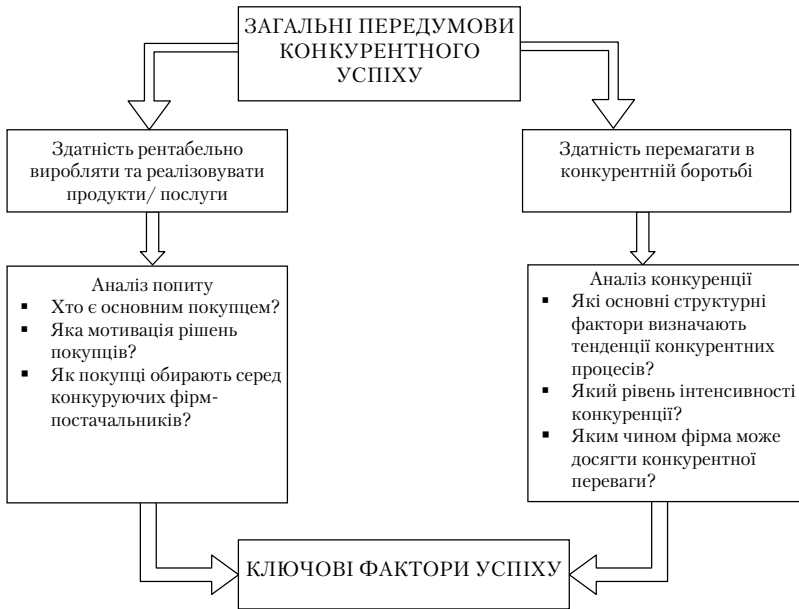 ЗАГАЛЬНІ ПЕРЕДУМОВИ
КОНКУРЕНТНОГО
УСПІХУ
Здатність рентабельно
виробляти та реалізовувати
продукти/ послуги
Здатність перемагати в
конкурентній боротьбі
Аналіз попиту
▪ Хто є основним покупцем?
▪ Яка мотивація рішень
покупців?
▪ Як покупці обирають серед
конкуруючих фірм-
постачальників?
Аналіз конкуренції
▪ Які основні структурні
фактори визначають
тенденції конкурентних
процесів?
▪ Який рівень інтенсивності
конкуренції?
▪ Яким чином фірма може
досягти конкурентної
переваги?
КЛЮЧОВІ ФАКТОРИ УСПІХУ